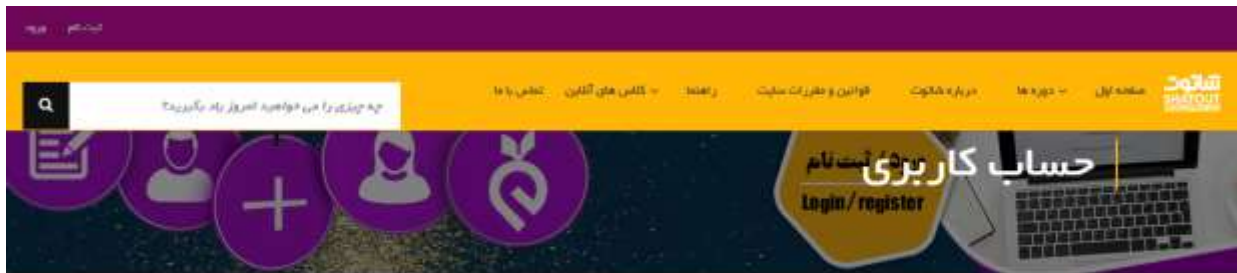 ثبت نام ورود
شاتوت
SHATOUT
صفحه اول دوره ها درباره شاتوت قوانین و مقررات سایت راهنما کلاس های آنلاین تماس با ما
چه چیزی را می خواهید امروز یاد بگیرید؟
حساب کاربری
ورود / ثبت نام
Login/register